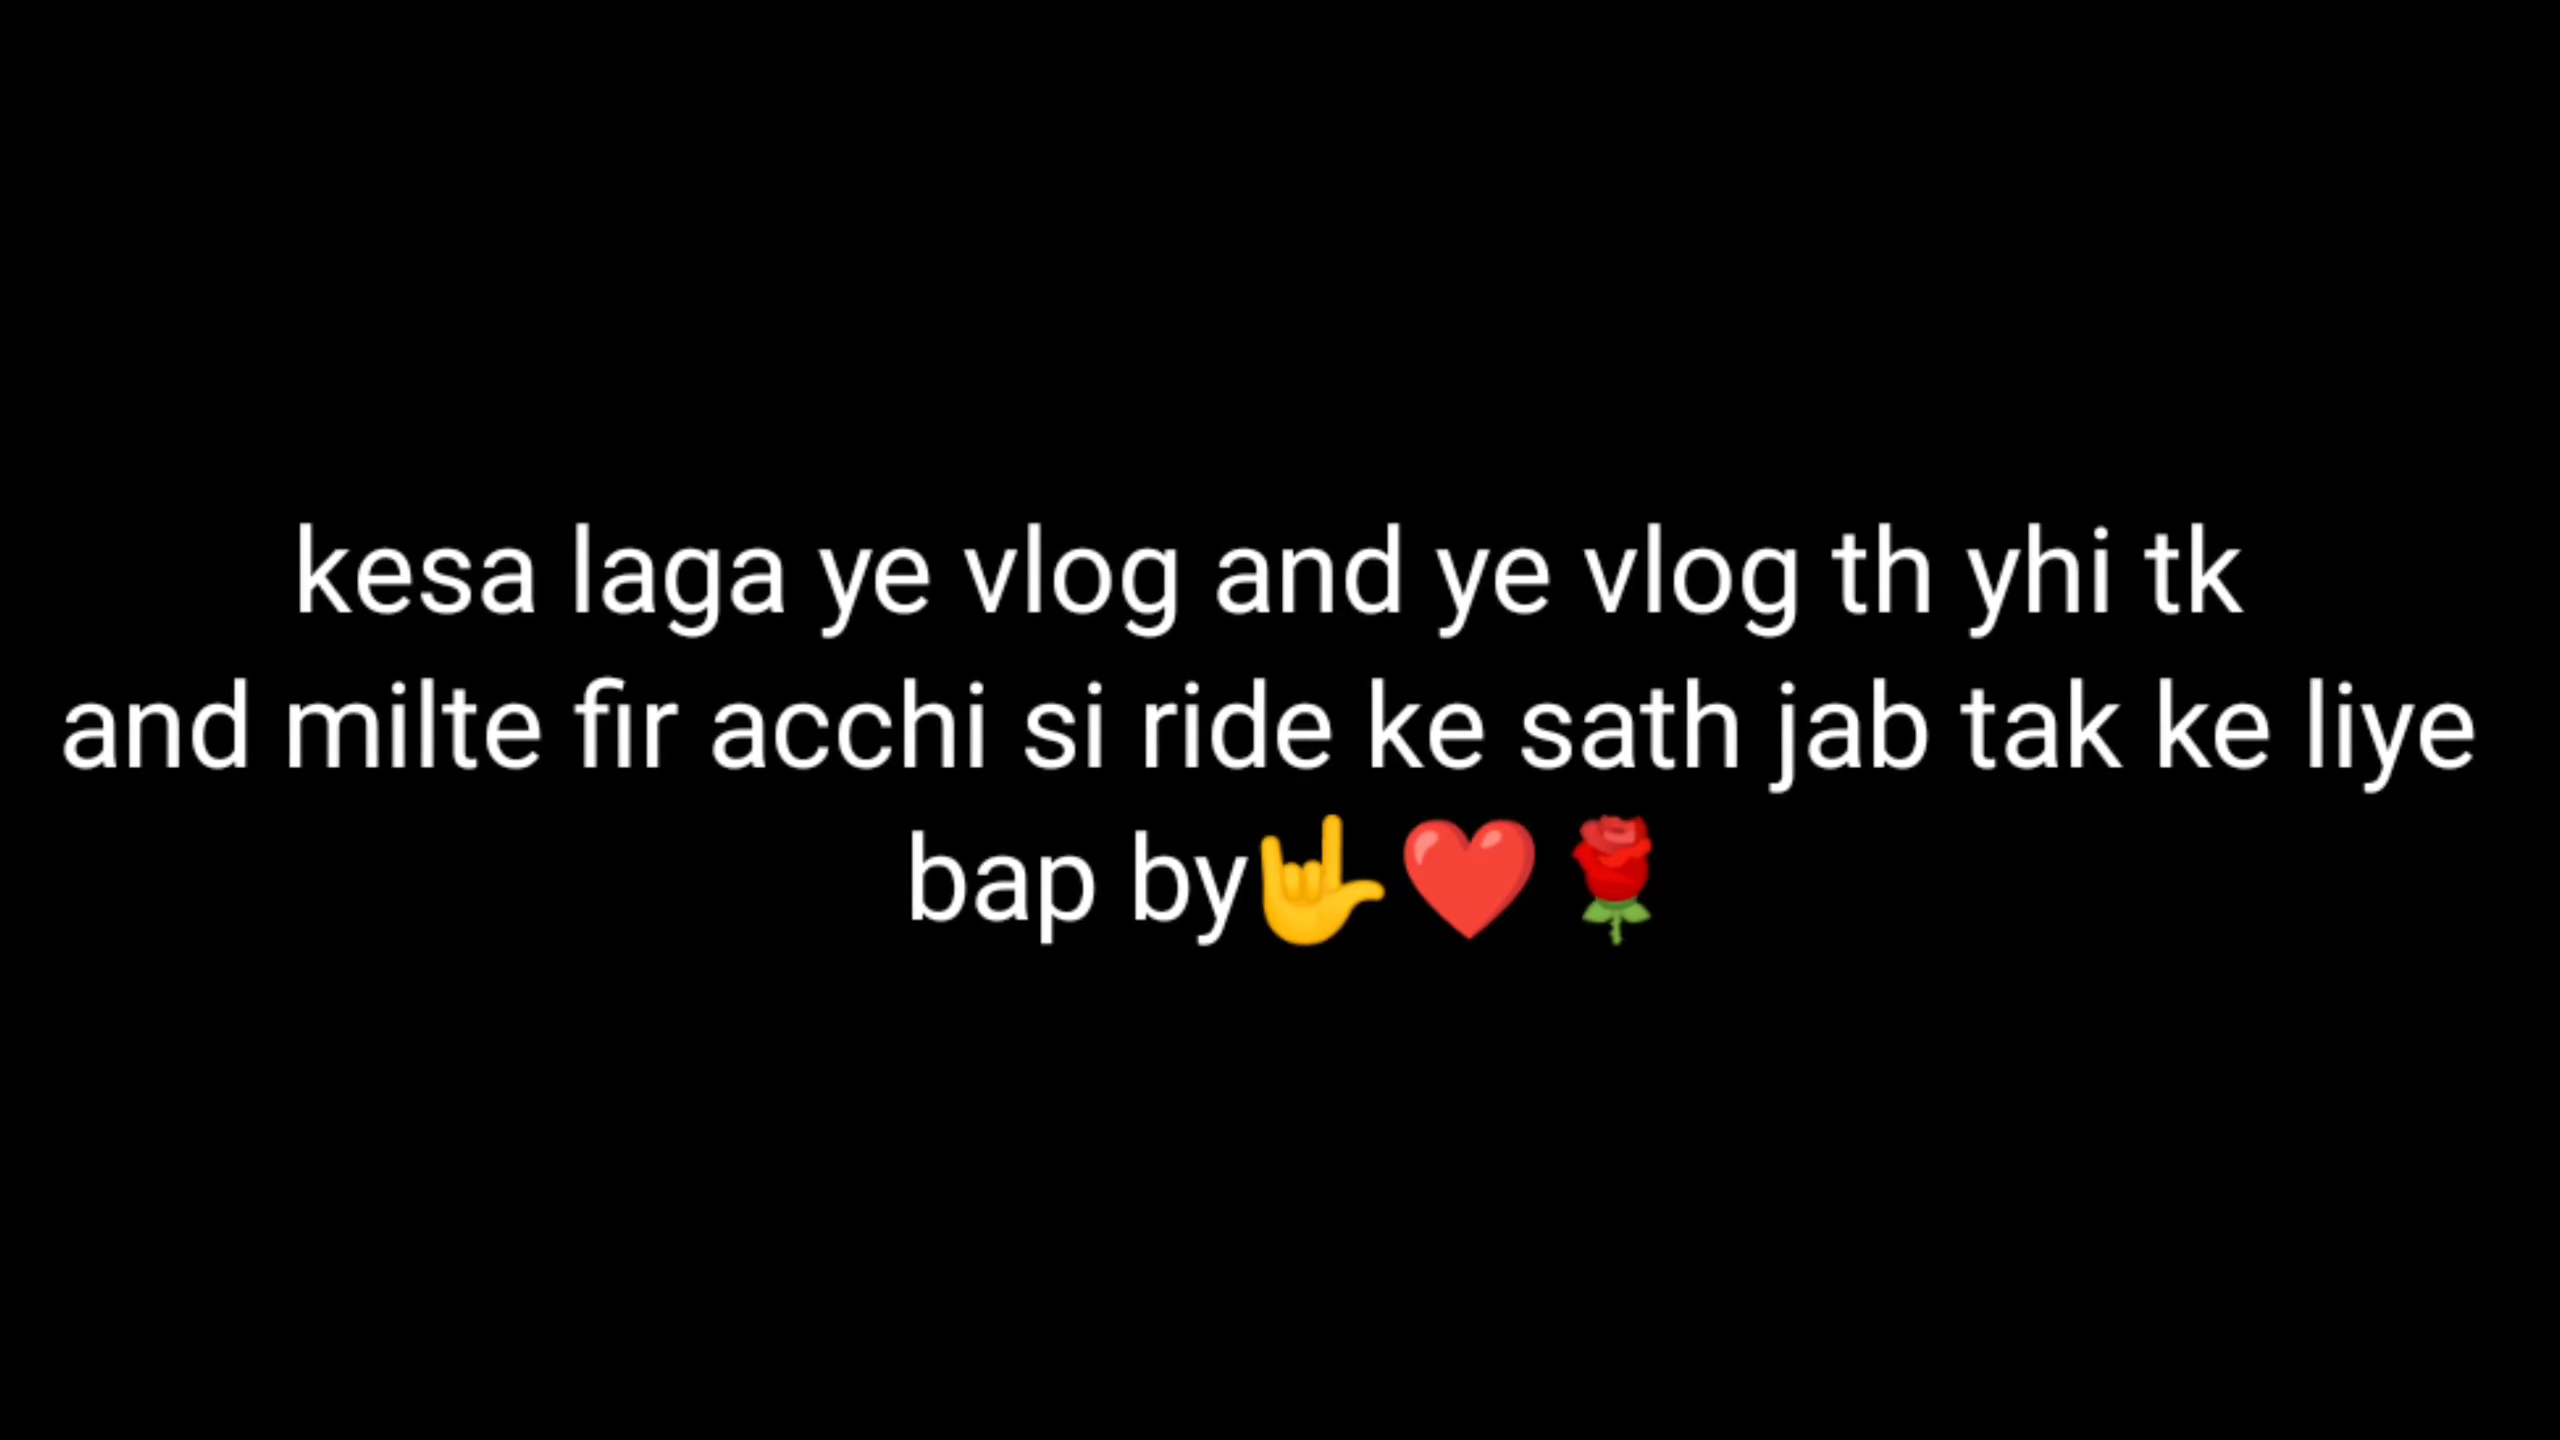 kesa laga ye vlog and ye vlog th yhi tk
and milte fir acchi si ride ke sath jab tak ke liye
bap by🤟❤️🌹